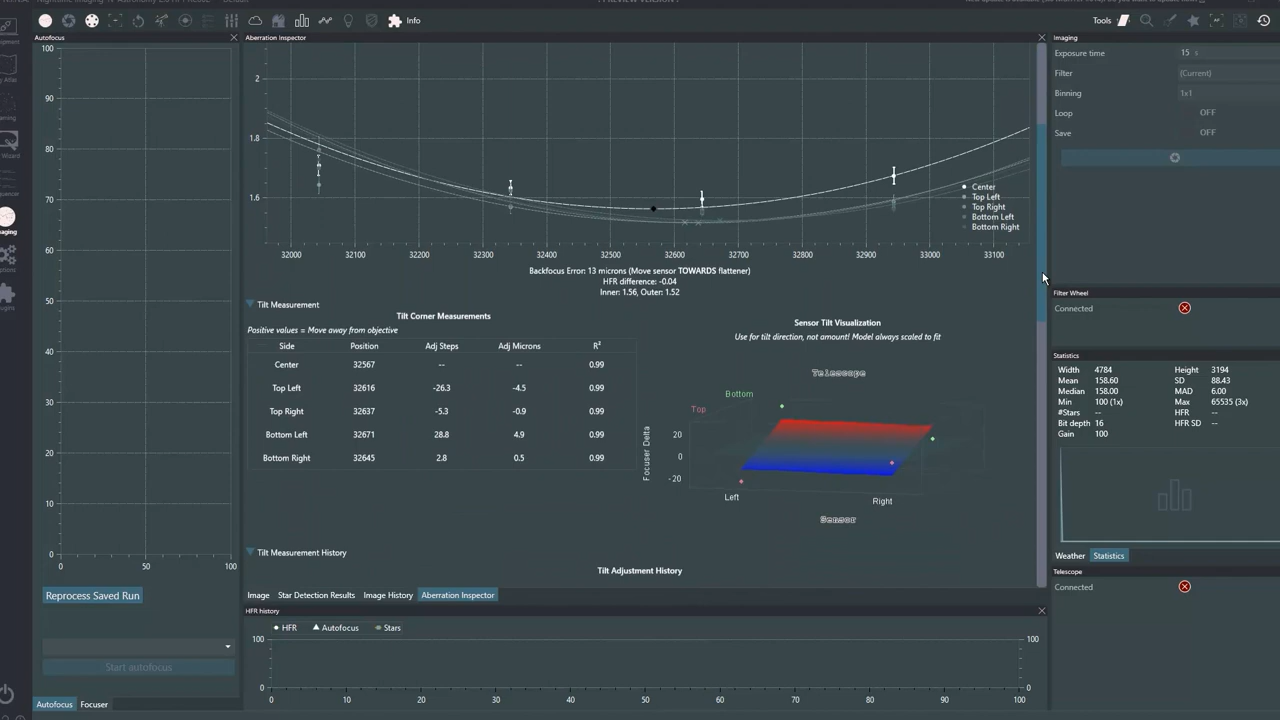 Info
Tools
Autofocus
Aberration Inspector
Imaging
100
90
80
70
60
50
40
30
20
10
0
0 50 100
Reprocess Saved Run
Start autofocus
Autofocus Focuser
2
1.8
1.6
Center
Top Left
Top Right
Bottom Left
Bottom Right
32000 32100 32200 32300 32400 32500 32600 32700 32800 32900 33000 33100
Backfocus Error: 13 microns (Move sensor TOWARDS flattener)
HFR difference: -0.04
Inner: 1.56, Outer: 1.52
Tilt Measurement
Tilt Corner Measurements
Positive values = Move away from objective
Side Position Adj Steps Adj Microns R²
Center 32567 -- -- 0.99
Top Left 32616 -26.3 -4.5 0.99
Top Right 32637 -5.3 -0.9 0.99
Bottom Left 32671 28.8 4.9 0.99
Bottom Right 32645 2.8 0.5 0.99
Sensor Tilt Visualization
Use for tilt direction, not amount! Model always scaled to fit
Telescope
Bottom
Top
Focuser Delta
20
0
-20
Left
Right
Sensor
Tilt Measurement History
Tilt Adjustment History
Image Star Detection Results Image History Aberration Inspector
HFR history
HFR Autofocus Stars
100 100
0 0
0 10 20 30 40 50 60 70 80 90 100
Exposure time 15 s
Filter (Current)
Binning 1x1
Loop OFF
Save OFF
Filter Wheel
Connected
Statistics
Width 4784 Height 3194
Mean 158.60 SD 88.43
Median 158.00 MAD 6.00
Min 100 (1x) Max 65535 (3x)
#Stars -- HFR --
Bit depth 16 HFR SD --
Gain 100
Weather Statistics
Telescope
Connected